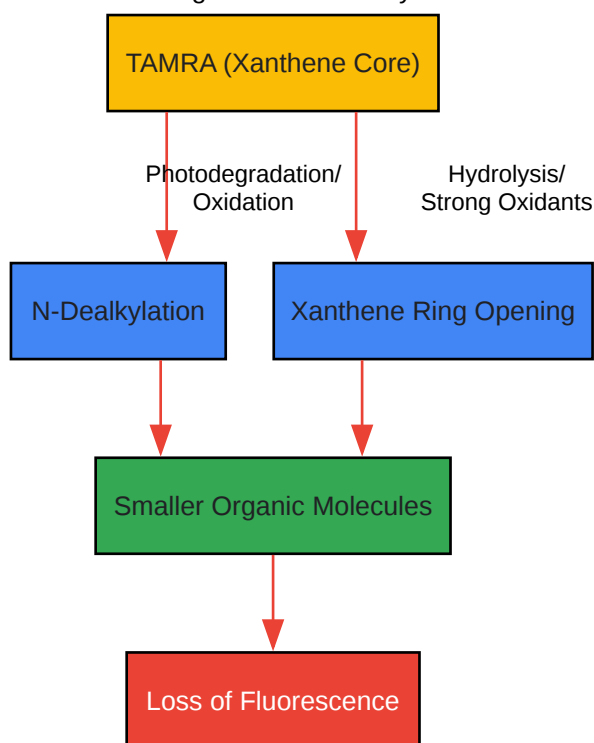 TAMRA (Xanthene Core)
Photodegradation/
Oxidation
Hydrolysis/
Strong Oxidants
N-Dealkylation
Xanthene Ring Opening
Smaller Organic Molecules
Loss of Fluorescence